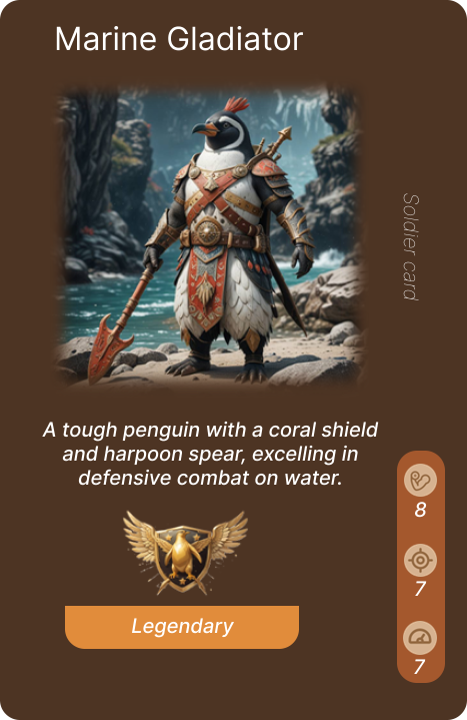 Marine Gladiator
Soldier card
A tough penguin with a coral shield
and harpoon spear, excelling in
defensive combat on water.
8
7
7
Legendary